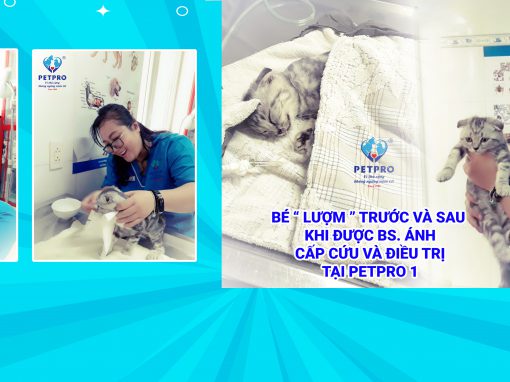 PETPRO
PETPRO
BÉ “ LƯỢM ” TRƯỚC VÀ SAU
KHI ĐƯỢC BS. ÁNH
CẤP CỨU VÀ ĐIỀU TRỊ
TẠI PETPRO 1